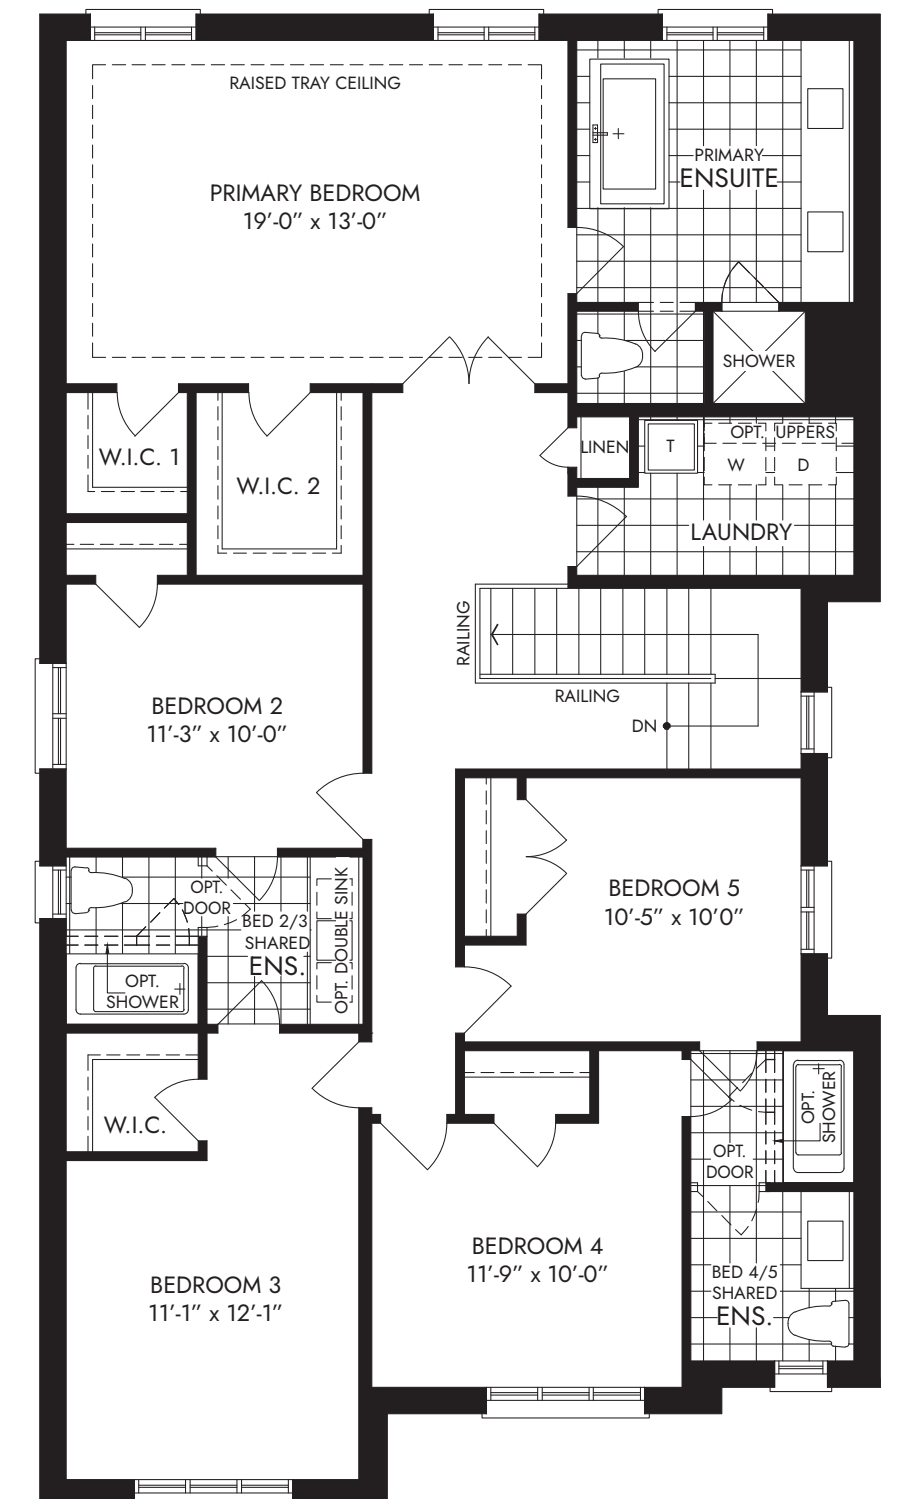 RAISED TRAY CEILING
PRIMARY BEDROOM
19'-0” x 13'-0”
PRIMARY
ENSUITE
SHOWER
W.I.C. 1
W.I.C. 2
LINEN
T
OPT. UPPERS
W
D
LAUNDRY
RAILING
RAILING
DN
BEDROOM 2
11'-3” x 10'-0”
OPT.
DOOR
BED 2/3
SHARED
ENS.
OPT. DOUBLE SINK
OPT.
SHOWER
BEDROOM 5
10'-5” x 10'0”
W.I.C.
OPT.
SHOWER
OPT.
DOOR
BEDROOM 4
11'-9” x 10'-0”
BED 4/5
SHARED
ENS.
BEDROOM 3
11'-1” x 12'-1”